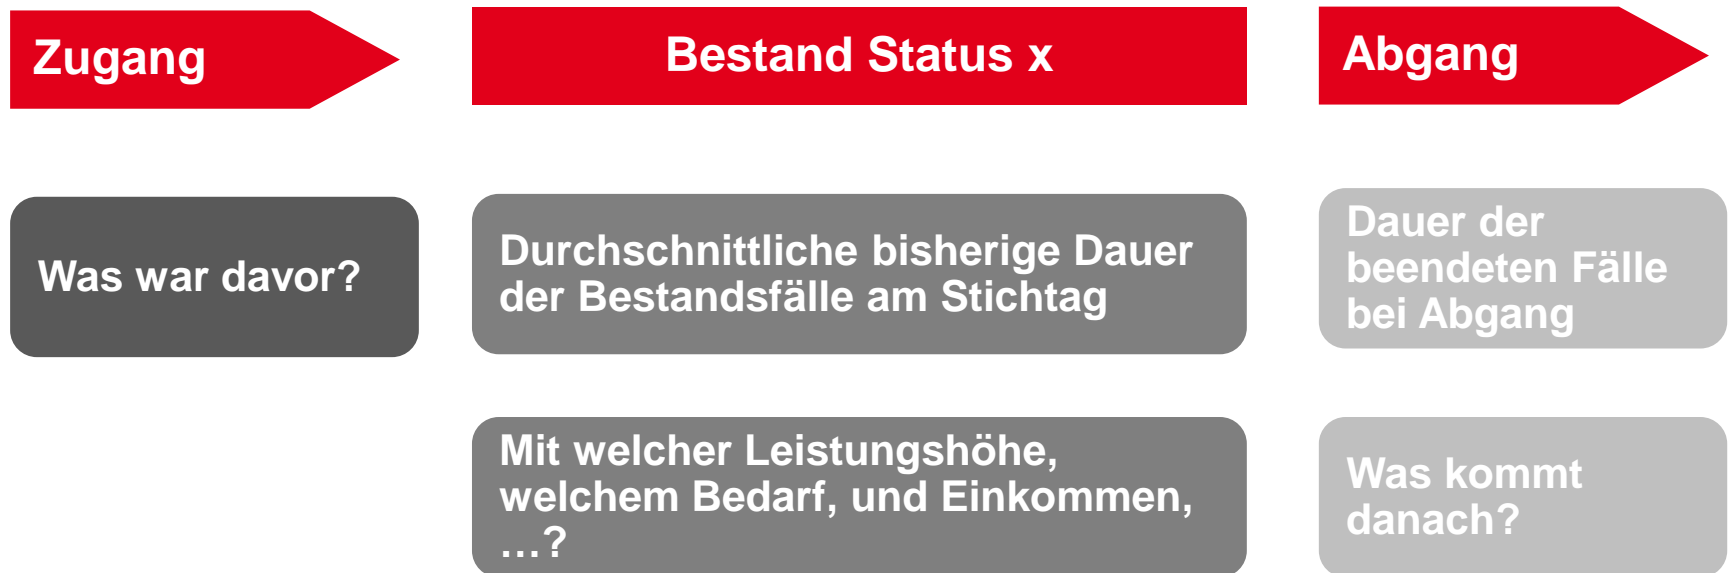 Zugang
Bestand Status x
Abgang
Was war davor?
Durchschnittliche bisherige Dauer
der Bestandsfälle am Stichtag
Dauer der
beendeten Fälle
bei Abgang
Mit welcher Leistungshöhe,
welchem Bedarf, und Einkommen,
…?
Was kommt
danach?